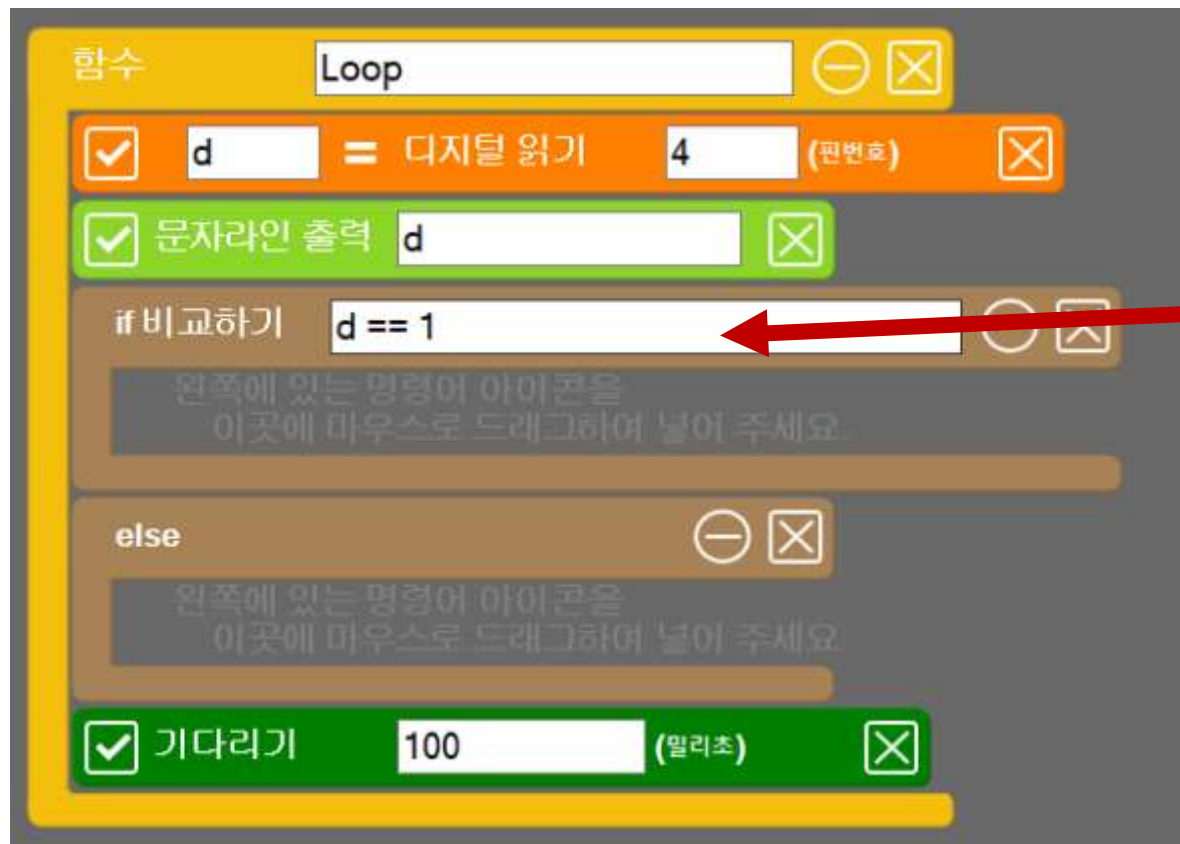 함수 Loop
d = 디지털 읽기 4 (핀번호)
문자라인 출력 d
if 비교하기 d == 1
왼쪽에 있는 명령어 아이콘을
이곳에 마우스로 드래그하여 넣어 주세요.
else
왼쪽에 있는 명령어 아이콘을
이곳에 마우스로 드래그하여 넣어 주세요.
기다리기 100 (밀리초)